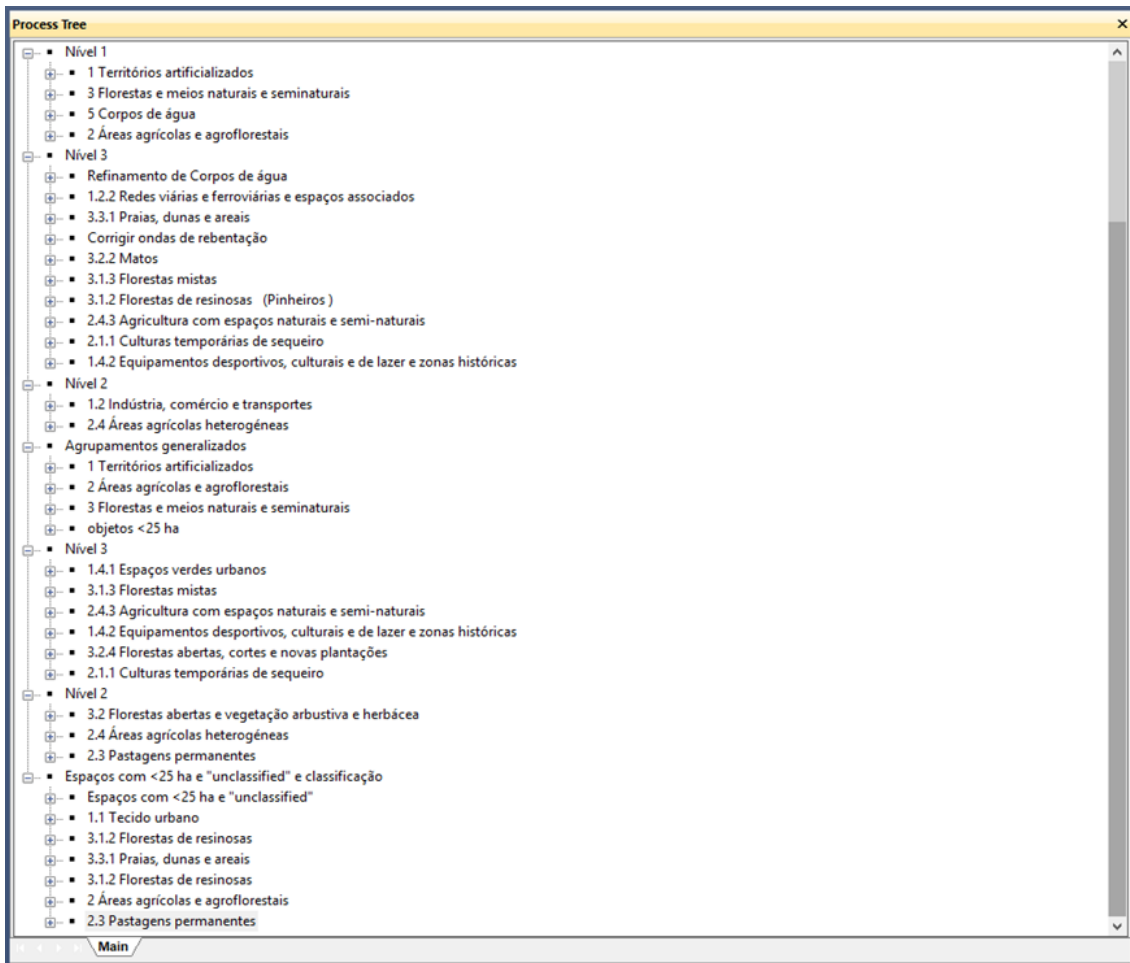 Process Tree
Nível 1
1 Territórios artificializados
3 Florestas e meios naturais e seminaturais
5 Corpos de água
2 Áreas agrícolas e agroflorestais
Nível 3
Refinamento de Corpos de água
1.2.2 Redes viárias e ferroviárias e espaços associados
3.3.1 Praias, dunas e areais
Corrigir ondas de rebentação
3.2.2 Matos
3.1.3 Florestas mistas
3.1.2 Florestas de resinosas (Pinheiros )
2.4.3 Agricultura com espaços naturais e semi-naturais
2.1.1 Culturas temporárias de sequeiro
1.4.2 Equipamentos desportivos, culturais e de lazer e zonas históricas
Nível 2
1.2 Indústria, comércio e transportes
2.4 Áreas agrícolas heterogéneas
Agrupamentos generalizados
1 Territórios artificializados
2 Áreas agrícolas e agroflorestais
3 Florestas e meios naturais e seminaturais
objetos <25 ha
Nível 3
1.4.1 Espaços verdes urbanos
3.1.3 Florestas mistas
2.4.3 Agricultura com espaços naturais e semi-naturais
1.4.2 Equipamentos desportivos, culturais e de lazer e zonas históricas
3.2.4 Florestas abertas, cortes e novas plantações
2.1.1 Culturas temporárias de sequeiro
Nível 2
3.2 Florestas abertas e vegetação arbustiva e herbácea
2.4 Áreas agrícolas heterogéneas
2.3 Pastagens permanentes
Espaços com <25 ha e "unclassified" e classificação
Espaços com <25 ha e "unclassified"
1.1 Tecido urbano
3.1.2 Florestas de resinosas
3.3.1 Praias, dunas e areais
3.1.2 Florestas de resinosas
2 Áreas agrícolas e agroflorestais
2.3 Pastagens permanentes
Main